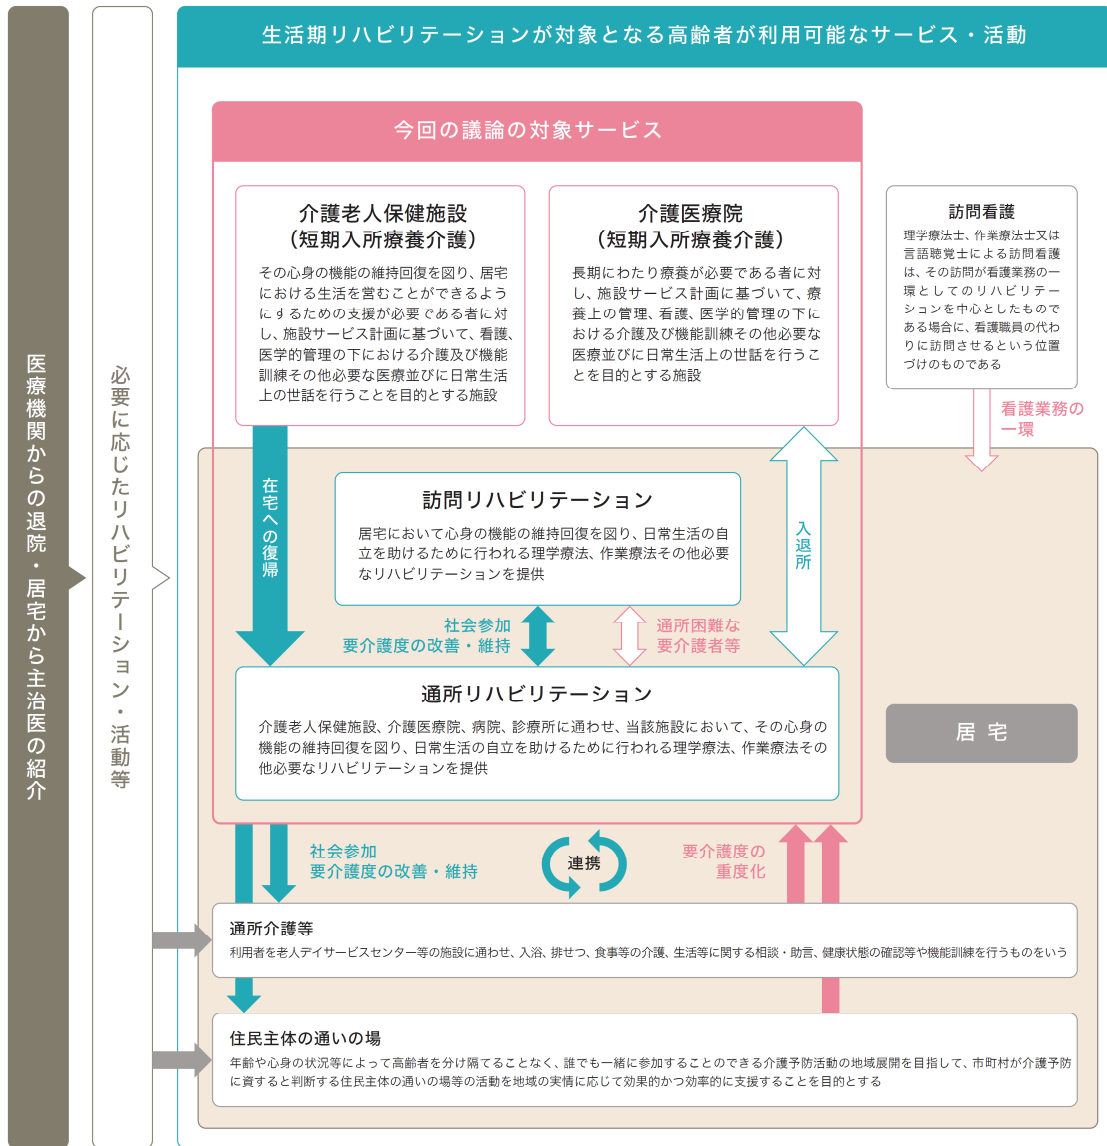 医療機関からの退院・居宅から主治医の紹介
必要に応じたリハビリテーション・活動等
生活期リハビリテーションが対象となる高齢者が利用可能なサービス・活動
今回の議論の対象サービス
介護老人保健施設
（短期入所療養介護）
その心身の機能の維持回復を図り、居宅
における生活を営むことができるよう
にするための支援が必要である者に対
し、施設サービス計画に基づいて、看護、
医学的管理の下における介護及び機能
訓練その他必要な医療並びに日常生活
上の世話を行うことを目的とする施設
介護医療院
（短期入所療養介護）
長期にわたり療養が必要である者に対
し、施設サービス計画に基づいて、療
養上の管理、看護、医学的管理の下に
おける介護及び機能訓練その他必要な
医療並びに日常生活上の世話を行うこ
とを目的とする施設
訪問看護
理学療法士、作業療法士又は
言語聴覚士による訪問看護
は、その訪問が看護業務の一
環としてのリハビリテー
ションを中心としたもので
ある場合に、看護職員の代わ
りに訪問させるという位置
づけのものである
看護業務の
一環
在宅への復帰
訪問リハビリテーション
居宅において心身の機能の維持回復を図り、日常生活の自
立を助けるために行われる理学療法、作業療法その他必要
なリハビリテーションを提供
入退所
社会参加
要介護度の改善・維持
通所困難な
要介護者等
通所リハビリテーション
介護老人保健施設、介護医療院、病院、診療所に通わせ、当該施設において、その心身の
機能の維持回復を図り、日常生活の自立を助けるために行われる理学療法、作業療法その
他必要なリハビリテーションを提供
居宅
社会参加
要介護度の改善・維持
連携
要介護度の
重度化
通所介護等
利用者を老人デイサービスセンター等の施設に通わせ、入浴、排せつ、食事等の介護、生活等に関する相談・助言、健康状態の確認等や機能訓練を行うものをいう
住民主体の通いの場
年齢や心身の状況等によって高齢者を分け隔てることなく、誰でも一緒に参加することのできる介護予防活動の地域展開を目指して、市町村が介護予防
に資すると判断する住民主体の通いの場等の活動を地域の実情に応じて効果的かつ効率的に支援することを目的とする